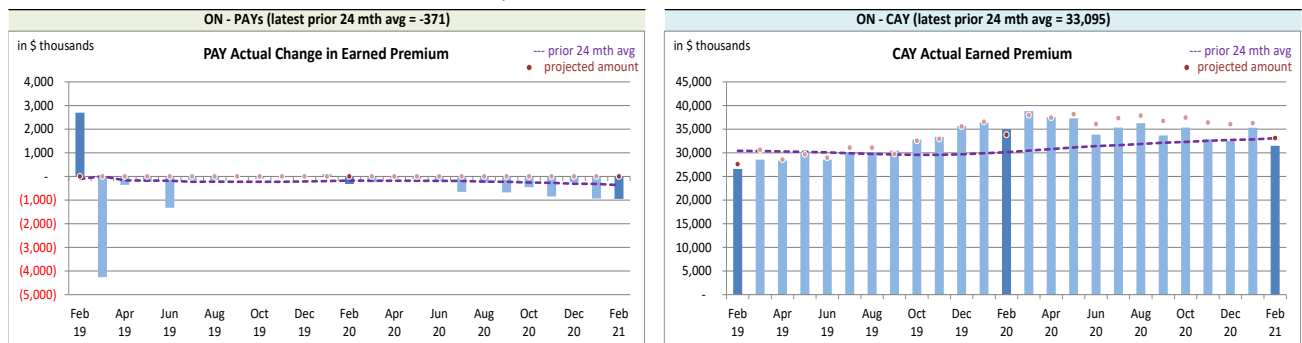 ON - PAYs (latest prior 24 mth avg = -371)
in $ thousands
PAY Actual Change in Earned Premium
--- prior 24 mth avg
• projected amount
4,000
3,000
2,000
1,000
-
(1,000)
(2,000)
(3,000)
(4,000)
(5,000)
Feb Apr Jun Aug Oct Dec Feb Apr Jun Aug Oct Dec Feb
19 19 19 19 19 19 20 20 20 20 20 20 21
ON - CAY (latest prior 24 mth avg = 33,095)
in $ thousands
CAY Actual Earned Premium
--- prior 24 mth avg
• projected amount
45,000
40,000
35,000
30,000
25,000
20,000
15,000
10,000
5,000
-
Feb Apr Jun Aug Oct Dec Feb Apr Jun Aug Oct Dec Feb
19 19 19 19 19 19 20 20 20 20 20 20 21